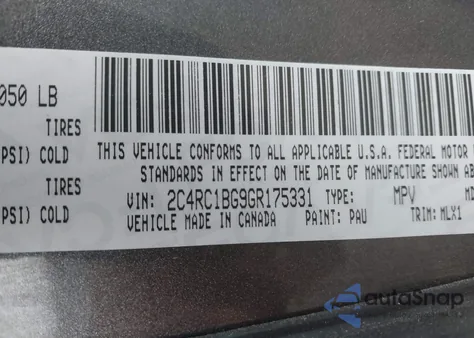 050 LB
TIRES
PSI) COLD
TIRES
PSI) COLD
THIS VEHICLE CONFORMS TO ALL APPLICABLE U.S.A. FEDERAL MOTOR
STANDARDS IN EFFECT ON THE DATE OF MANUFACTURE SHOWN AB
VIN: 2C4RC1BG9GR175331 TYPE: MPV MD
VEHICLE MADE IN CANADA PAINT: PAU TRIM: MLX1
autoSnap